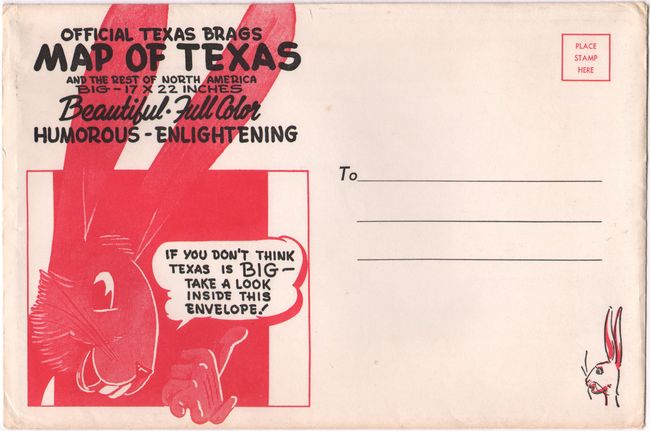 OFFICIAL TEXAS BRAGS
MAP OF TEXAS
AND THE REST OF NORTH AMERICA
BIG - 17 X 22 INCHES
Beautiful · Full Color
HUMOROUS - ENLIGHTENING
IF YOU DON'T THINK
TEXAS IS BIG -
TAKE A LOOK
INSIDE THIS
ENVELOPE!
PLACE
STAMP
HERE
To